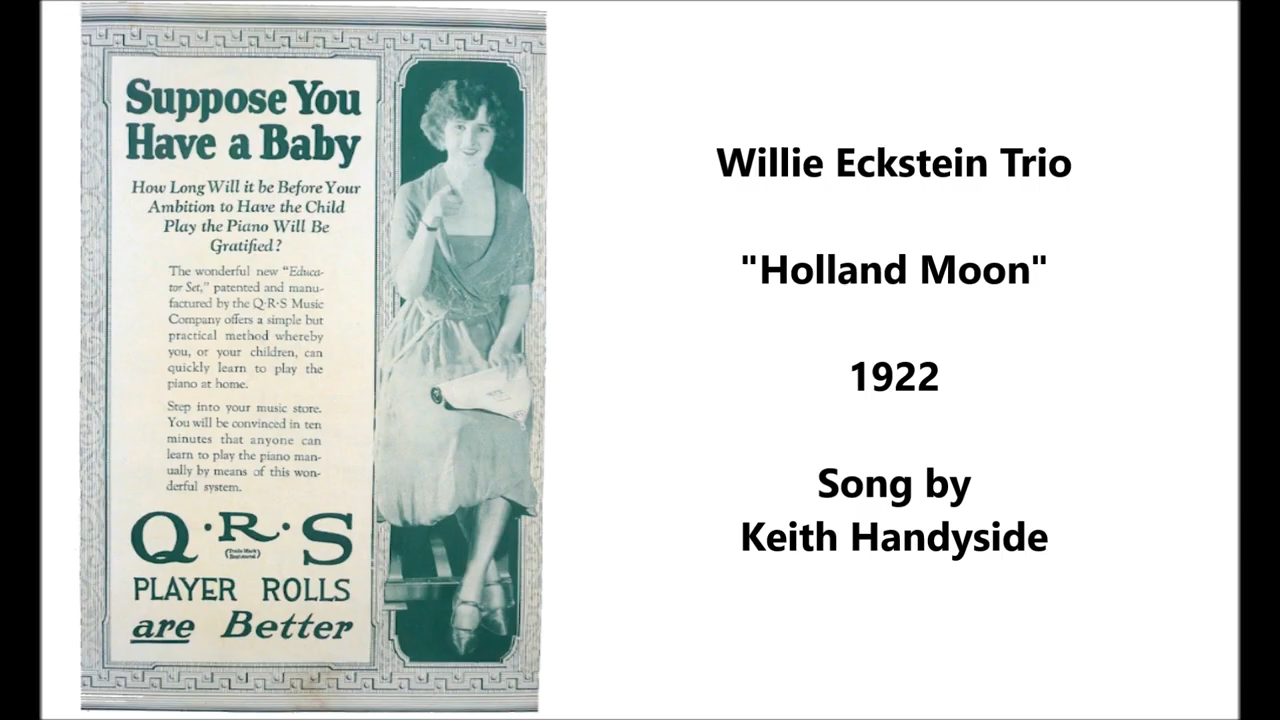 Suppose You
Have a Baby
How Long Will it be Before Your
Ambition to Have the Child
Play the Piano Will Be
Gratified?
The wonderful new "Educa-
tor Set," patented and manu-
factured by the Q·R·S Music
Company offers a simple but
practical method whereby
you, or your children, can
quickly learn to play the
piano at home.
Step into your music store.
You will be convinced in ten
minutes that anyone can
learn to play the piano man-
ually by means of this won-
derful system.
Q·R·S
(Trade Mark
Registered)
PLAYER ROLLS
are Better
Willie Eckstein Trio
"Holland Moon"
1922
Song by
Keith Handyside